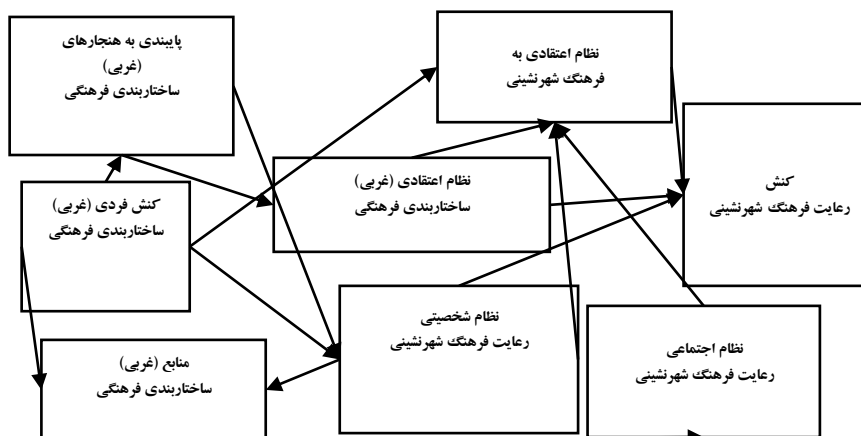 پایبندی به هنجارهای
(غربی)
ساختاربندی فرهنگی
نظام اعتقادی به
فرهنگ شهرنشینی
کنش
رعایت فرهنگ شهرنشینی
نظام اعتقادی (غربی)
ساختاربندی فرهنگی
کنش فردی (غربی)
ساختاربندی فرهنگی
نظام شخصیتی
رعایت فرهنگ شهرنشینی
نظام اجتماعی
رعایت فرهنگ شهرنشینی
منابع (غربی)
ساختاربندی فرهنگی